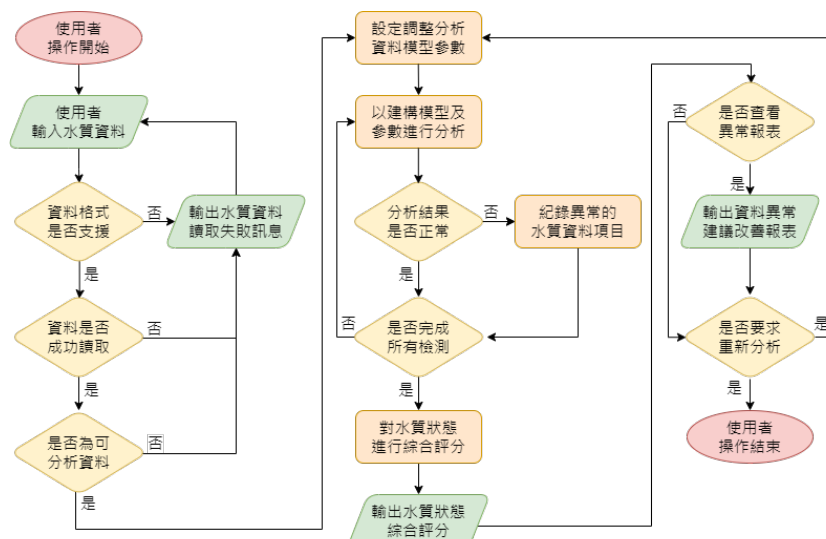 使用者
操作開始
使用者
輸入水質資料
資料格式
是否支援
否
輸出水質資料
讀取失敗訊息
是
資料是否
成功讀取
否
是
是否為可
分析資料
否
是
設定調整分析
資料模型參數
以建構模型及
參數進行分析
分析結果
是否正常
否
紀錄異常的
水質資料項目
是
否
是否完成
所有檢測
是
對水質狀態
進行綜合評分
輸出水質狀態
綜合評分
否
是否查看
異常報表
是
輸出資料異常
建議改善報表
是否要求
重新分析
是
是
使用者
操作結束